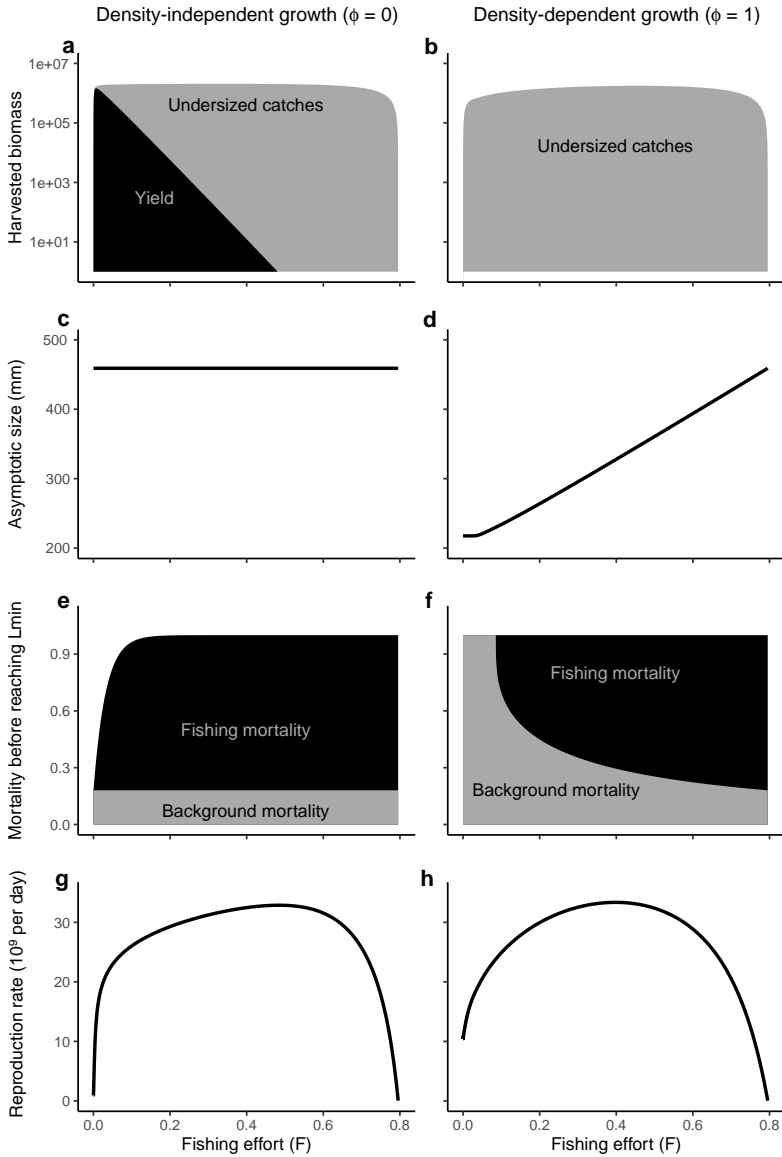 Density-independent growth (ϕ = 0)
Density-dependent growth (ϕ = 1)
a
b
Harvested biomass
1e+07
1e+05
1e+03
1e+01
Undersized catches
Yield
Undersized catches
c
d
Asymptotic size (mm)
500
400
300
200
e
f
Mortality before reaching Lmin
0.9
0.6
0.3
0.0
Fishing mortality
Background mortality
Fishing mortality
Background mortality
g
h
Reproduction rate (10⁹ per day)
30
20
10
0
0.0 0.2 0.4 0.6 0.8
0.0 0.2 0.4 0.6 0.8
Fishing effort (F)
Fishing effort (F)